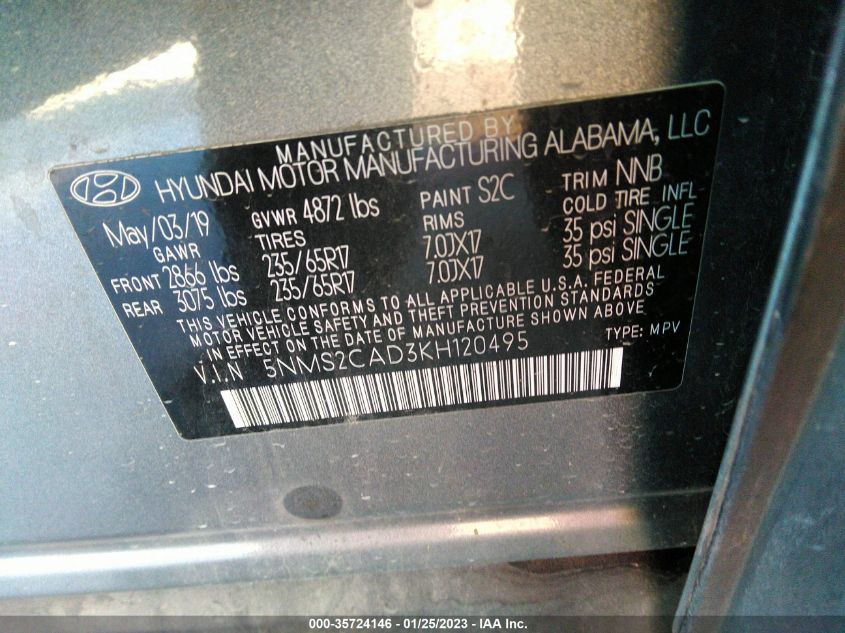 MANUFACTURED BY
HYUNDAI MOTOR MANUFACTURING ALABAMA, LLC
May/03/19 GVWR 4872 lbs PAINT S2C TRIM NNB
GAWR TIRES RIMS COLD TIRE INFL
FRONT 2866 lbs 235/65R17 7.0JX17 35 psi SINGLE
REAR 3075 lbs 235/65R17 7.0JX17 35 psi SINGLE
THIS VEHICLE CONFORMS TO ALL APPLICABLE U.S.A. FEDERAL
MOTOR VEHICLE SAFETY AND THEFT PREVENTION STANDARDS
IN EFFECT ON THE DATE OF MANUFACTURE SHOWN ABOVE
V.I.N 5NMS2CAD3KH120495 TYPE: MPV
000-35724146 — 01/25/2023 — IAA Inc.